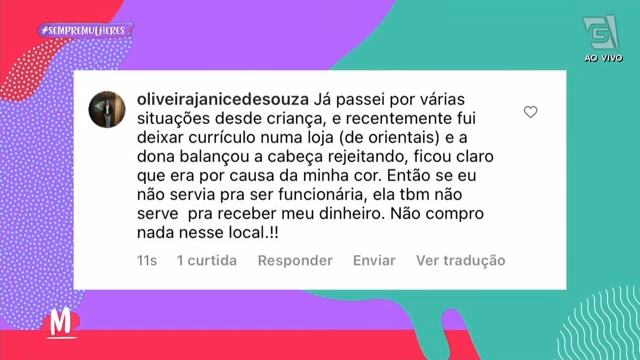 #SEMPREMULHERES
G
AO VIVO
oliveirajanicedesouza Já passei por várias
situações desde criança, e recentemente fui
deixar currículo numa loja (de orientais) e a
dona balançou a cabeça rejeitando, ficou claro
que era por causa da minha cor. Então se eu
não servia pra ser funcionária, ela tbm não
serve pra receber meu dinheiro. Não compro
nada nesse local.!!
11s 1 curtida Responder Enviar Ver tradução
M